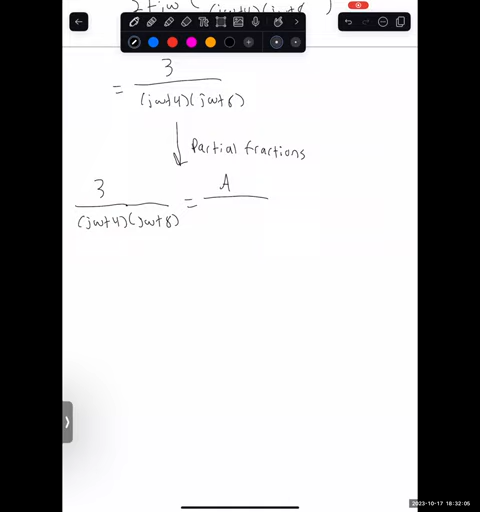 3
= ―――――
(jω+4)(jω+8)
↓ Partial fractions
3 / (jω+4)(jω+8) = A / 
2023-10-17 18:32:05